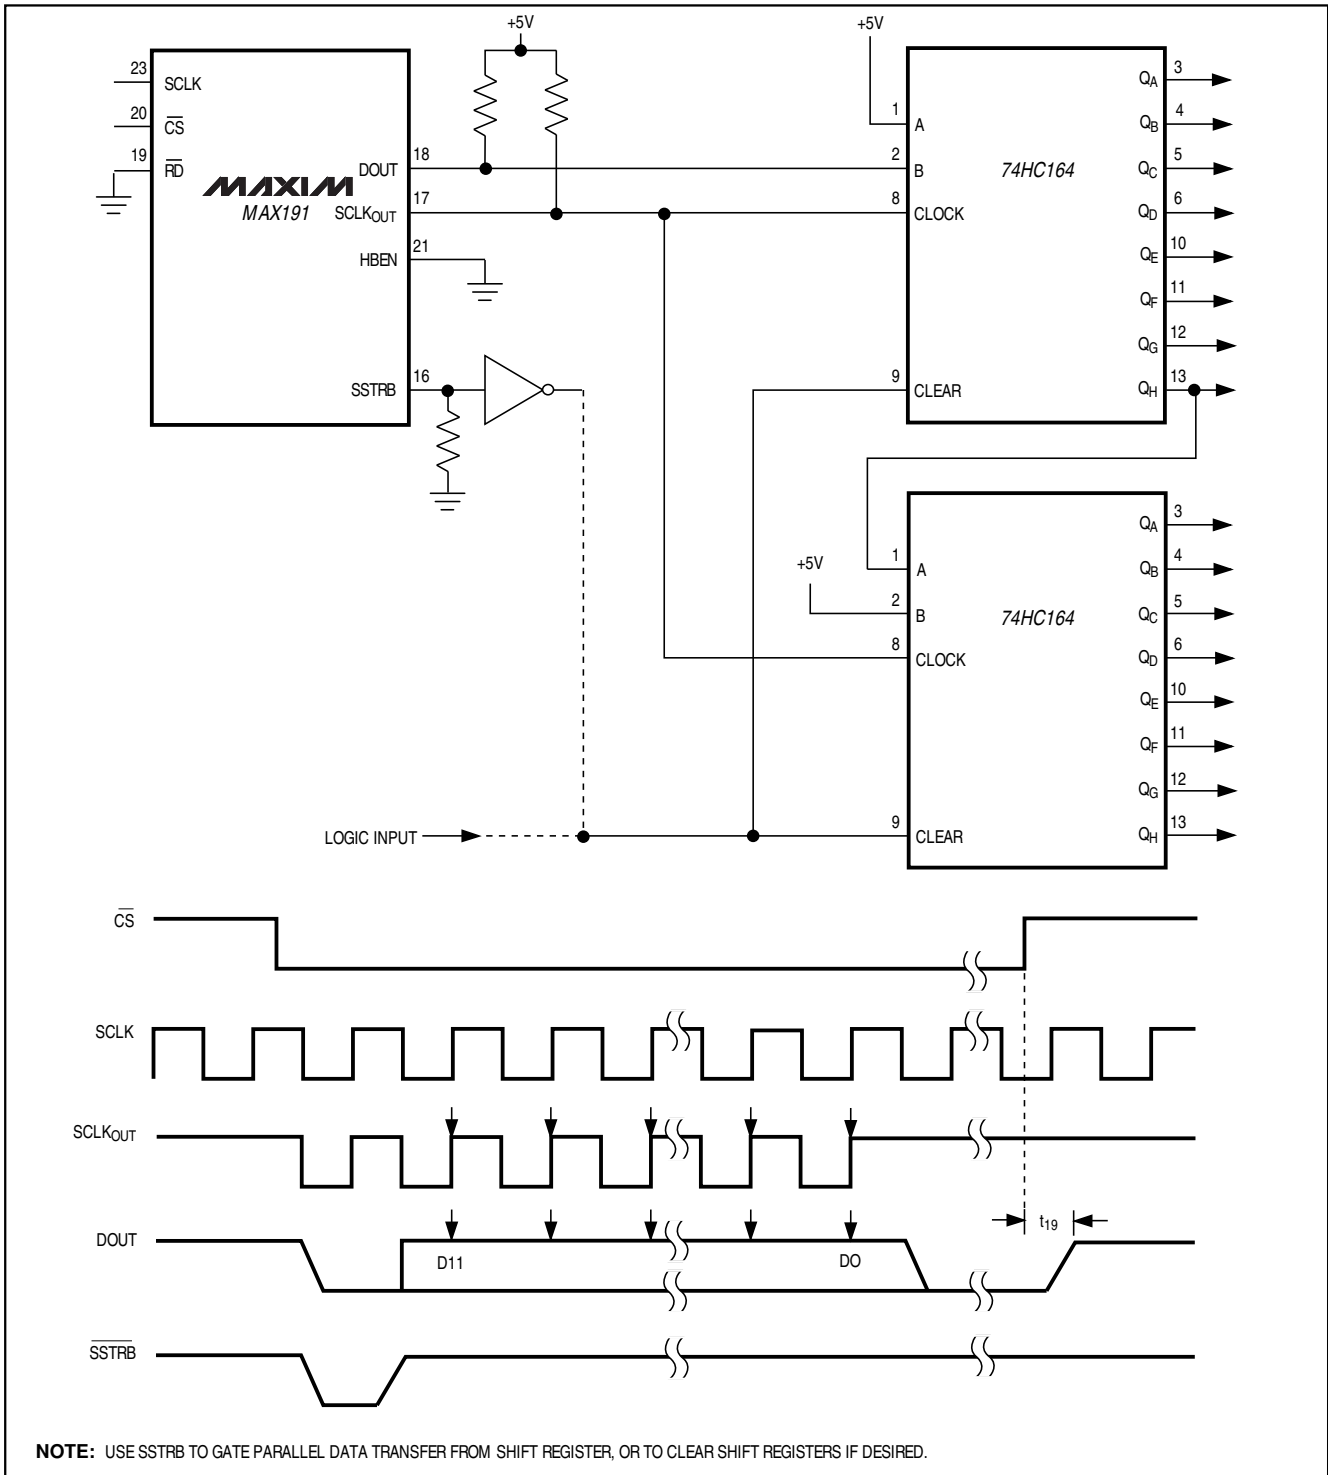 +5V
+5V
23
SCLK
20
CS
19
RD
MAXIM
MAX191
DOUT
18
SCLKOUT
17
HBEN
21
SSTRB
16
1
A
2
B
8
CLOCK
9
CLEAR
74HC164
QA
3
QB
4
QC
5
QD
6
QE
10
QF
11
QG
12
QH
13
+5V
1
A
2
B
8
CLOCK
9
CLEAR
74HC164
QA
3
QB
4
QC
5
QD
6
QE
10
QF
11
QG
12
QH
13
LOGIC INPUT
CS
SCLK
SCLKOUT
DOUT
D11
DO
t19
SSTRB
NOTE: USE SSTRB TO GATE PARALLEL DATA TRANSFER FROM SHIFT REGISTER, OR TO CLEAR SHIFT REGISTERS IF DESIRED.